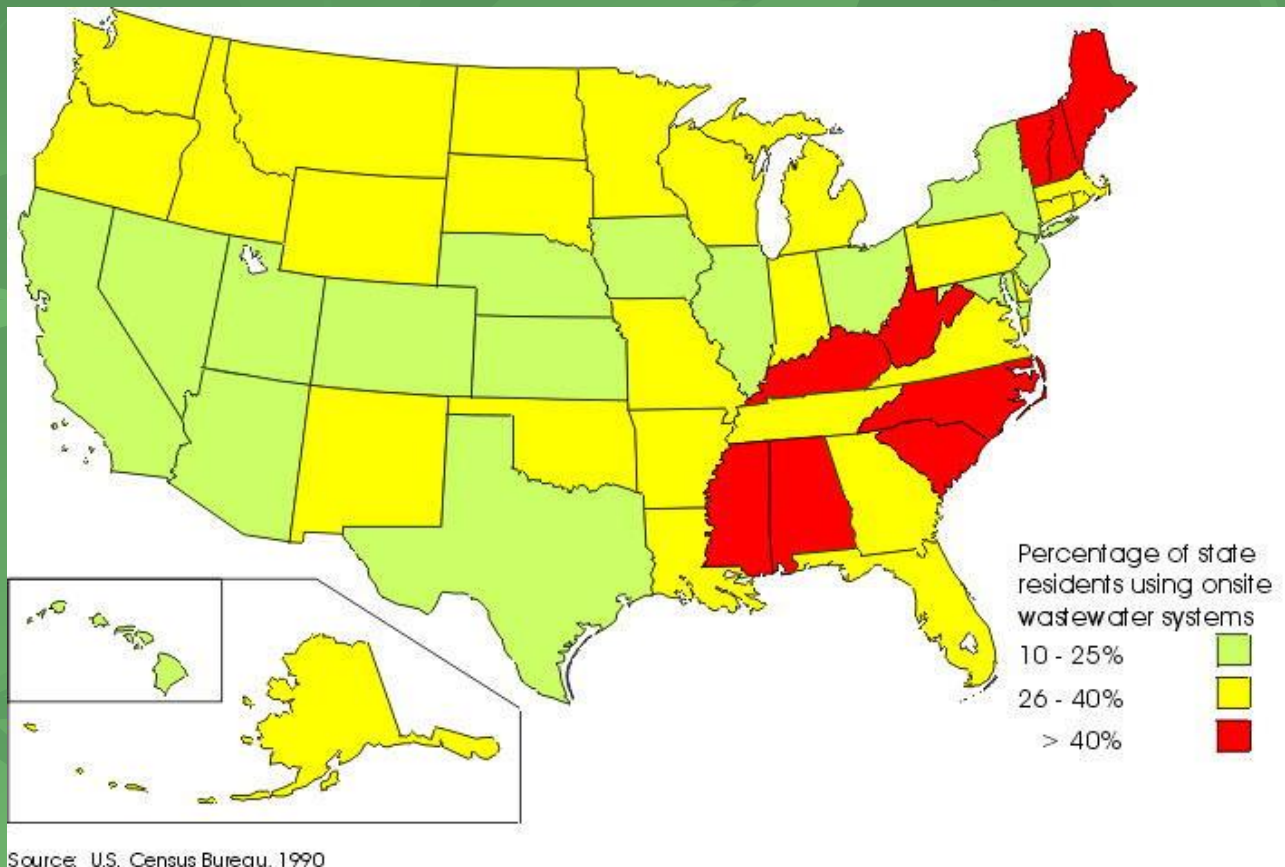 Percentage of state
residents using onsite
wastewater systems
10 - 25%
26 - 40%
> 40%
Source: U.S. Census Bureau, 1990